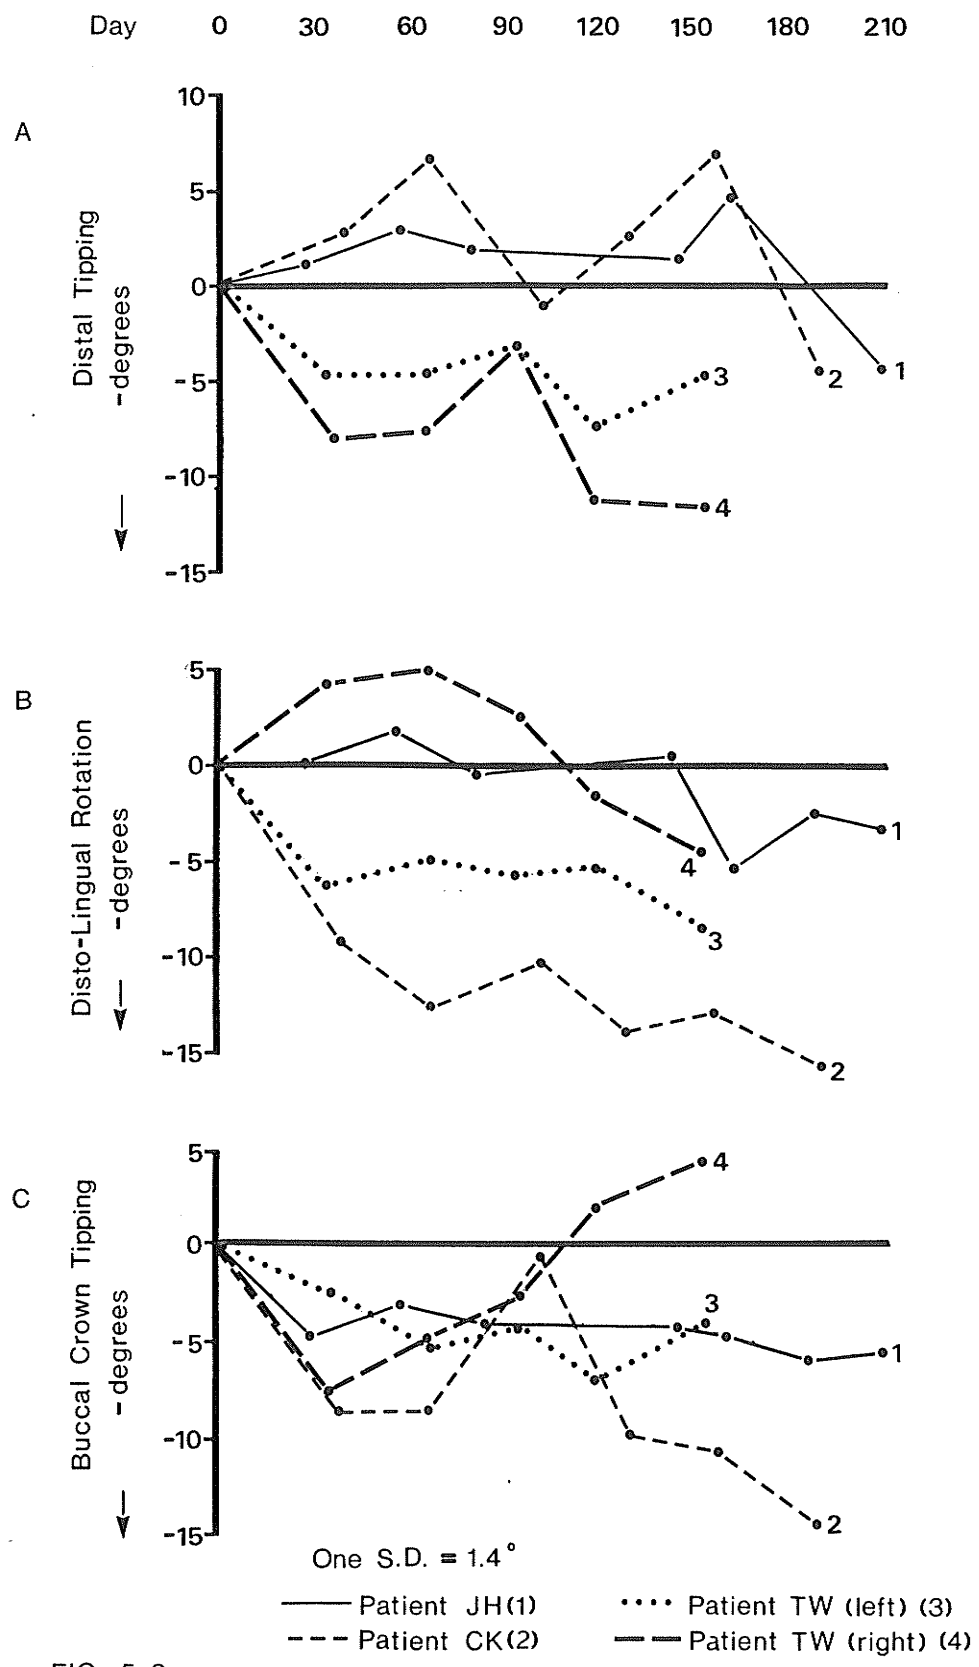 Day 0 30 60 90 120 150 180 210
A
Distal Tipping
-degrees
10
5
0
-5
-10
-15
1
2
3
4
B
Disto-Lingual Rotation
-degrees
5
0
-5
-10
-15
1
4
3
2
C
Buccal Crown Tipping
-degrees
5
0
-5
-10
-15
4
3
1
2
One S.D. = 1.4°
Patient JH(1)
Patient TW (left) (3)
Patient CK(2)
Patient TW (right) (4)